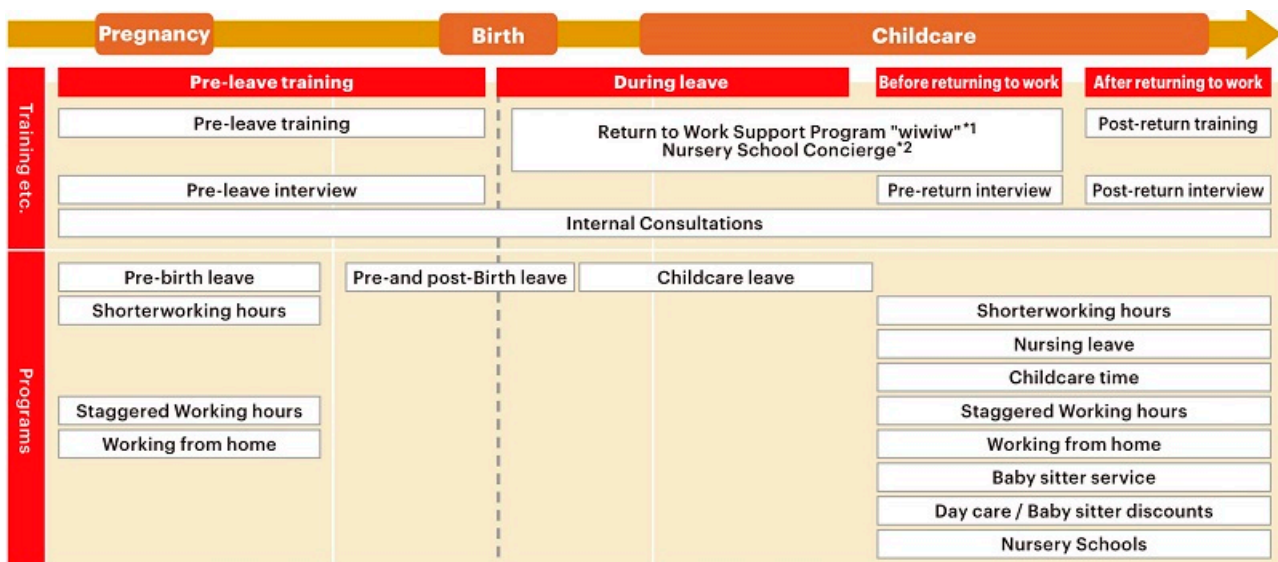 Pregnancy
Birth
Childcare
Pre-leave training
During leave
Before returning to work
After returning to work
Training etc.
Pre-leave training
Return to Work Support Program "wiwiw"*1
Nursery School Concierge*2
Post-return training
Pre-leave interview
Pre-return interview
Post-return interview
Internal Consultations
Programs
Pre-birth leave
Pre-and post-Birth leave
Childcare leave
Shorterworking hours
Shorterworking hours
Nursing leave
Childcare time
Staggered Working hours
Staggered Working hours
Working from home
Working from home
Baby sitter service
Day care / Baby sitter discounts
Nursery Schools